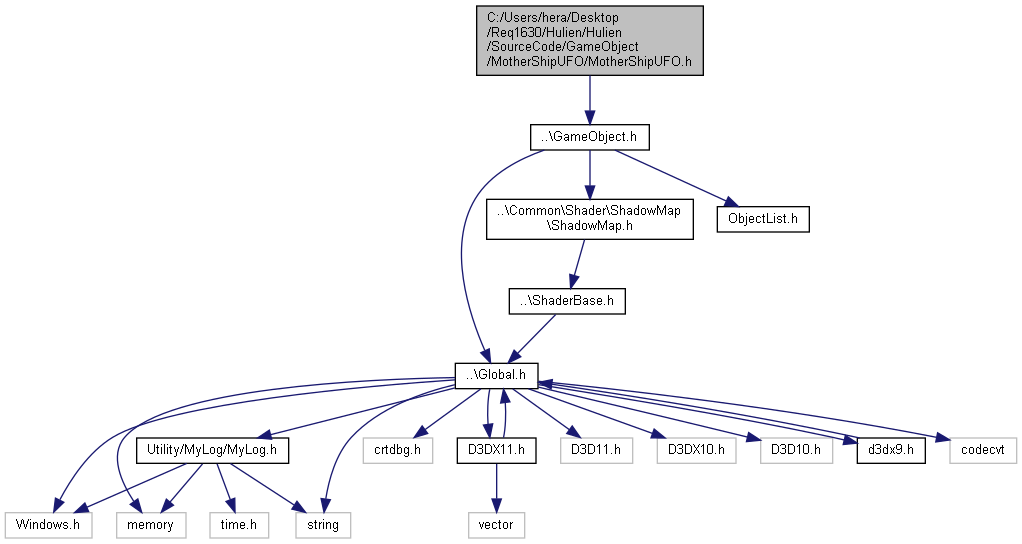 C:/Users/hera/Desktop
/Req1630/Hulien/Hulien
/SourceCode/GameObject
/MotherShipUFO/MotherShipUFO.h
..\GameObject.h
..\Common\Shader\ShadowMap
\ShadowMap.h
ObjectList.h
..\ShaderBase.h
..\Global.h
Utility/MyLog/MyLog.h
crtdbg.h
D3DX11.h
D3D11.h
D3DX10.h
D3D10.h
d3dx9.h
codecvt
Windows.h
memory
time.h
string
vector